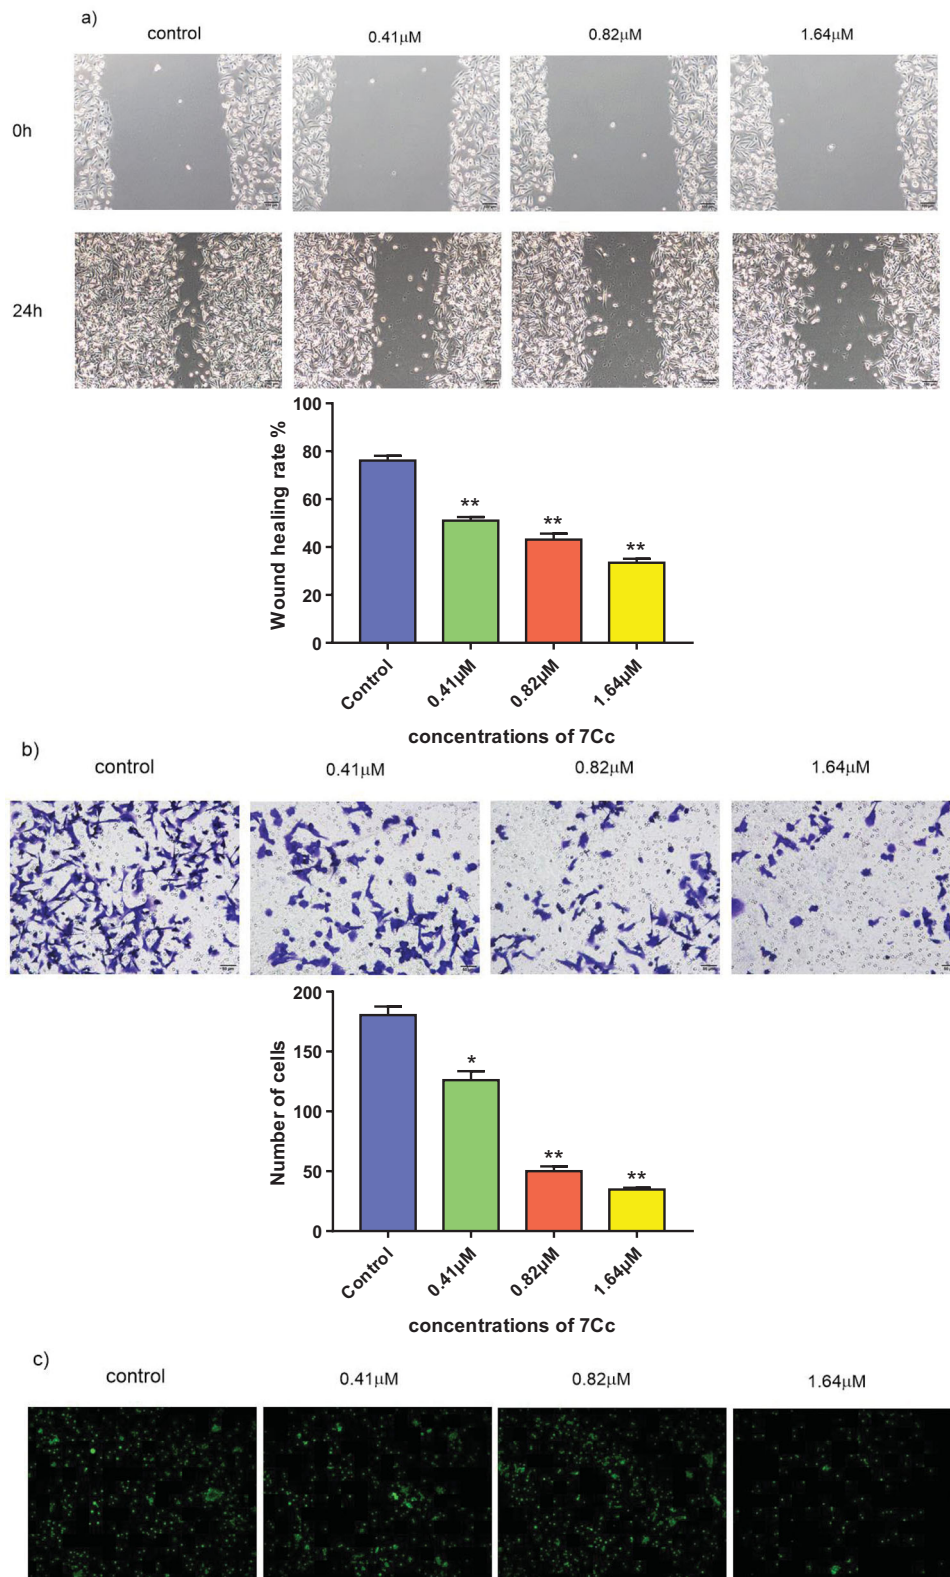 a)
control 0.41μM 0.82μM 1.64μM
0h
24h
100
80
60
40
20
0
Wound healing rate %
** ** **
Control 0.41μM 0.82μM 1.64μM
concentrations of 7Cc
b)
control 0.41μM 0.82μM 1.64μM
200
150
100
50
0
Number of cells
* ** **
Control 0.41μM 0.82μM 1.64μM
concentrations of 7Cc
c)
control 0.41μM 0.82μM 1.64μM